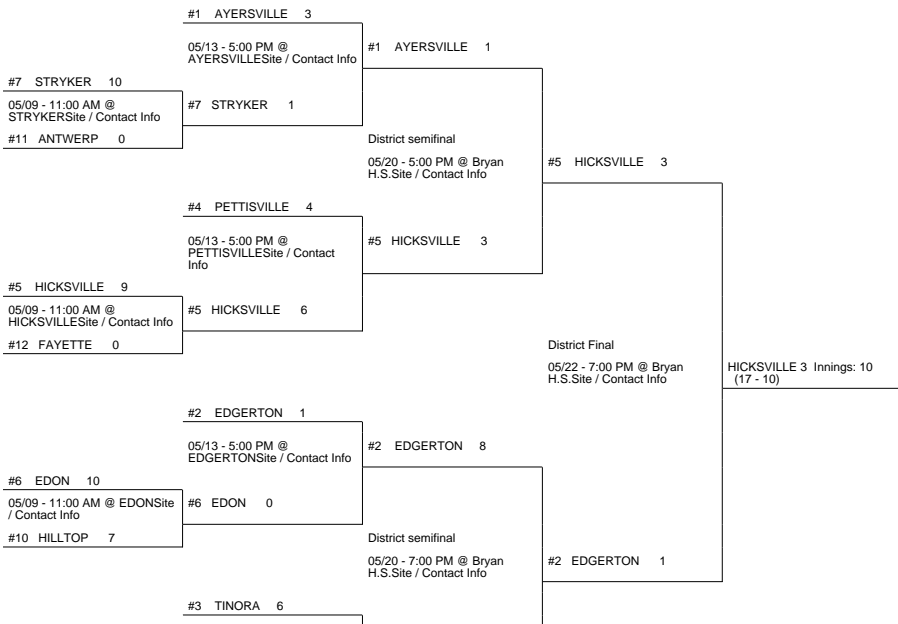 #1 AYERSVILLE 3
05/13 - 5:00 PM @
AYERSVILLESite / Contact Info
#1 AYERSVILLE 1
#7 STRYKER 10
05/09 - 11:00 AM @
STRYKERSite / Contact Info
#7 STRYKER 1
#11 ANTWERP 0
District semifinal
05/20 - 5:00 PM @ Bryan
H.S.Site / Contact Info
#5 HICKSVILLE 3
#4 PETTISVILLE 4
05/13 - 5:00 PM @
PETTISVILLESite / Contact
Info
#5 HICKSVILLE 3
#5 HICKSVILLE 9
05/09 - 11:00 AM @
HICKSVILLESite / Contact Info
#5 HICKSVILLE 6
#12 FAYETTE 0
District Final
05/22 - 7:00 PM @ Bryan
H.S.Site / Contact Info
HICKSVILLE 3 Innings: 10
(17 - 10)
#2 EDGERTON 1
05/13 - 5:00 PM @
EDGERTONSite / Contact Info
#2 EDGERTON 8
#6 EDON 10
05/09 - 11:00 AM @ EDONSite
/ Contact Info
#6 EDON 0
#10 HILLTOP 7
District semifinal
05/20 - 7:00 PM @ Bryan
H.S.Site / Contact Info
#2 EDGERTON 1
#3 TINORA 6